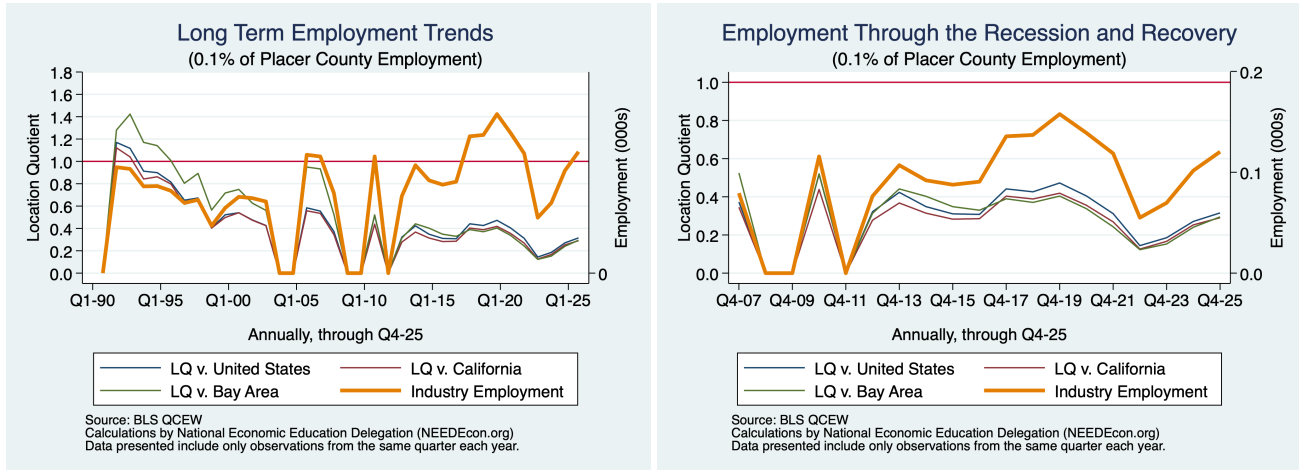 Long Term Employment Trends
(0.1% of Placer County Employment)
Location Quotient
1.8
1.6
1.4
1.2
1.0
0.8
0.6
0.4
0.2
0.0
0
Employment (000s)
Q1-90 Q1-95 Q1-00 Q1-05 Q1-10 Q1-15 Q1-20 Q1-25
Annually, through Q4-25
LQ v. United States LQ v. California
LQ v. Bay Area Industry Employment
Source: BLS QCEW
Calculations by National Economic Education Delegation (NEEDEcon.org)
Data presented include only observations from the same quarter each year.
Employment Through the Recession and Recovery
(0.1% of Placer County Employment)
Location Quotient
1.0
0.8
0.6
0.4
0.2
0.0
0.2
0.1
0.0
Employment (000s)
Q4-07 Q4-09 Q4-11 Q4-13 Q4-15 Q4-17 Q4-19 Q4-21 Q4-23 Q4-25
Annually, through Q4-25
LQ v. United States LQ v. California
LQ v. Bay Area Industry Employment
Source: BLS QCEW
Calculations by National Economic Education Delegation (NEEDEcon.org)
Data presented include only observations from the same quarter each year.